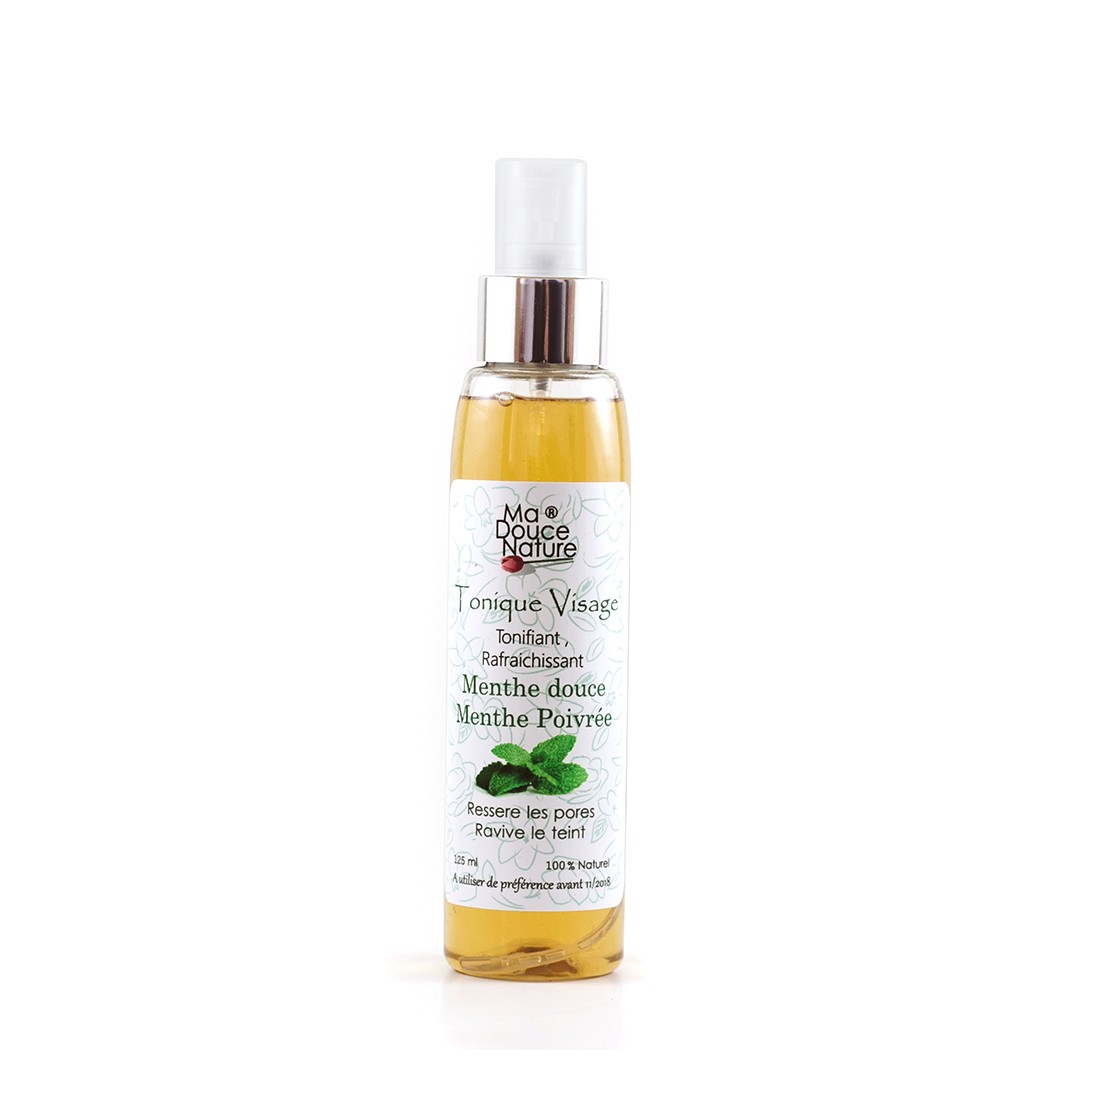 Ma ®
Douce
Nature
Tonique Visage
Tonifiant,
Rafraichissant
Menthe douce
Menthe Poivrée
Ressere les pores
Ravive le teint
125 ml 100 % Naturel
A utiliser de préférence avant 11/2018